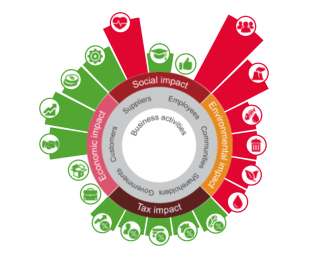 Social impact
Environmental impact
Tax impact
Economic impact
Suppliers
Employees
Communities
Shareholders
Governments
Customers
Business activities
%
%
%
%
%